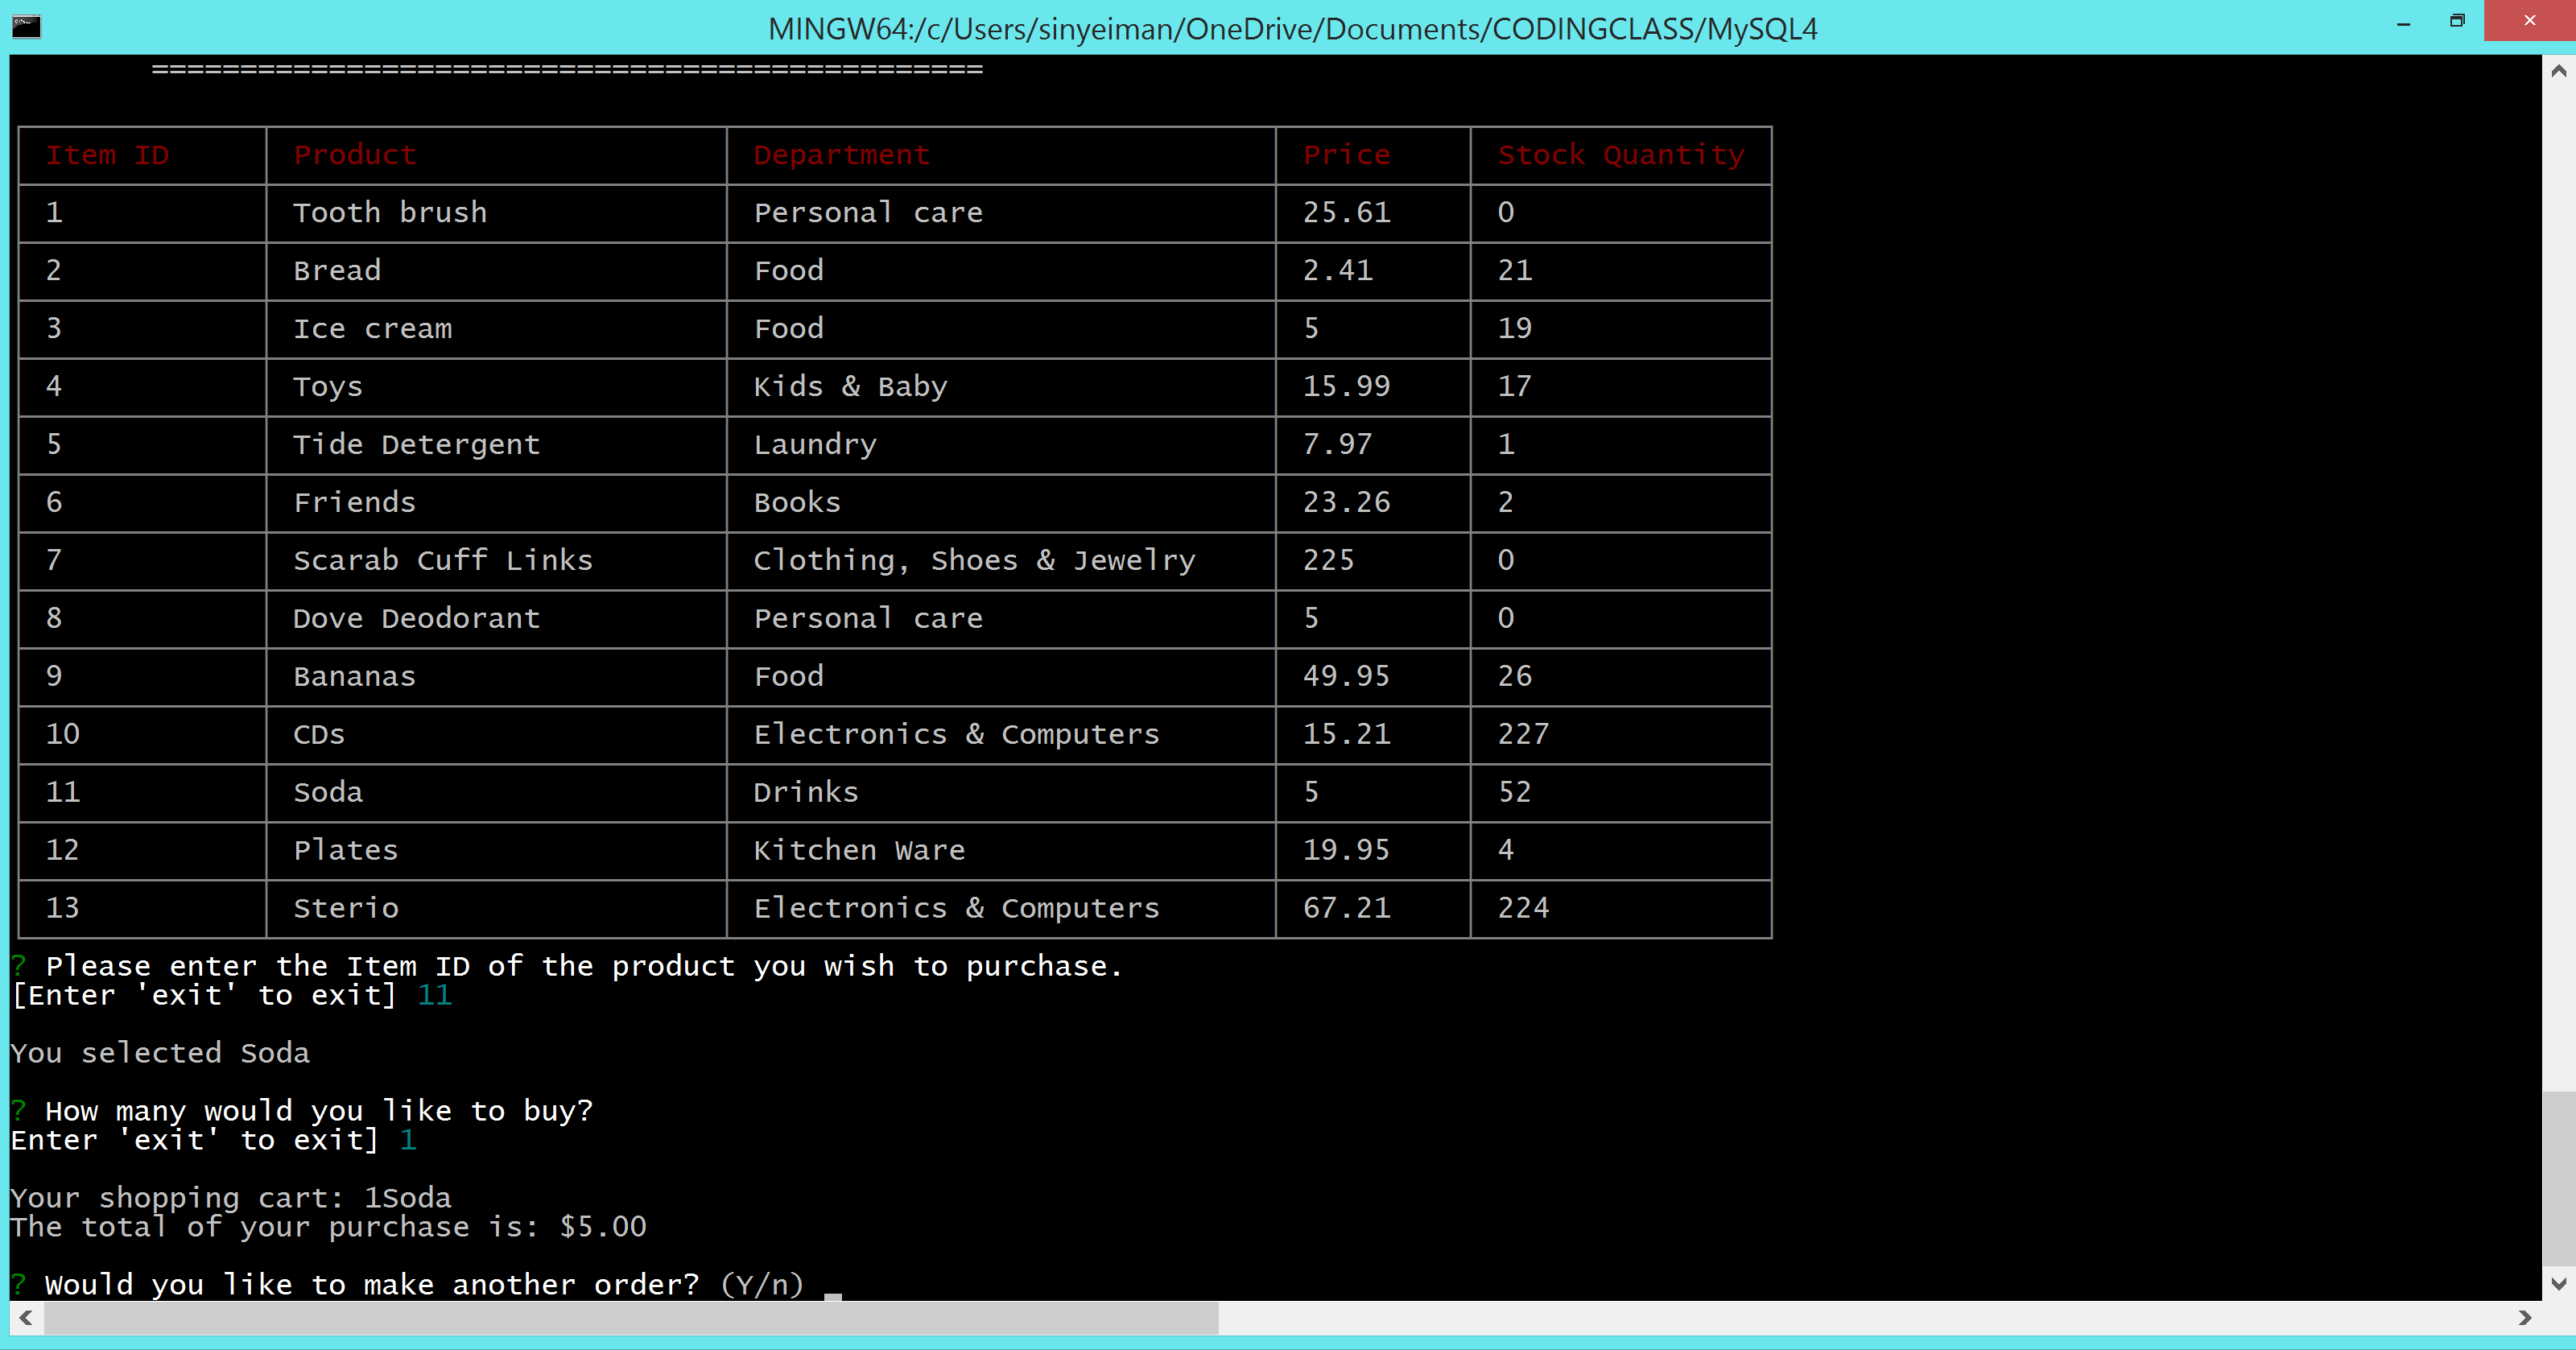 MINGW64:/c/Users/sinyeiman/OneDrive/Documents/CODINGCLASS/MySQL4
===============================================
Item ID Product Department Price Stock Quantity
1 Tooth brush Personal care 25.61 0
2 Bread Food 2.41 21
3 Ice cream Food 5 19
4 Toys Kids & Baby 15.99 17
5 Tide Detergent Laundry 7.97 1
6 Friends Books 23.26 2
7 Scarab Cuff Links Clothing, Shoes & Jewelry 225 0
8 Dove Deodorant Personal care 5 0
9 Bananas Food 49.95 26
10 CDs Electronics & Computers 15.21 227
11 Soda Drinks 5 52
12 Plates Kitchen Ware 19.95 4
13 Sterio Electronics & Computers 67.21 224
? Please enter the Item ID of the product you wish to purchase.
[Enter 'exit' to exit] 11
You selected Soda
? How many would you like to buy?
Enter 'exit' to exit] 1
Your shopping cart: 1Soda
The total of your purchase is: $5.00
? Would you like to make another order? (Y/n)